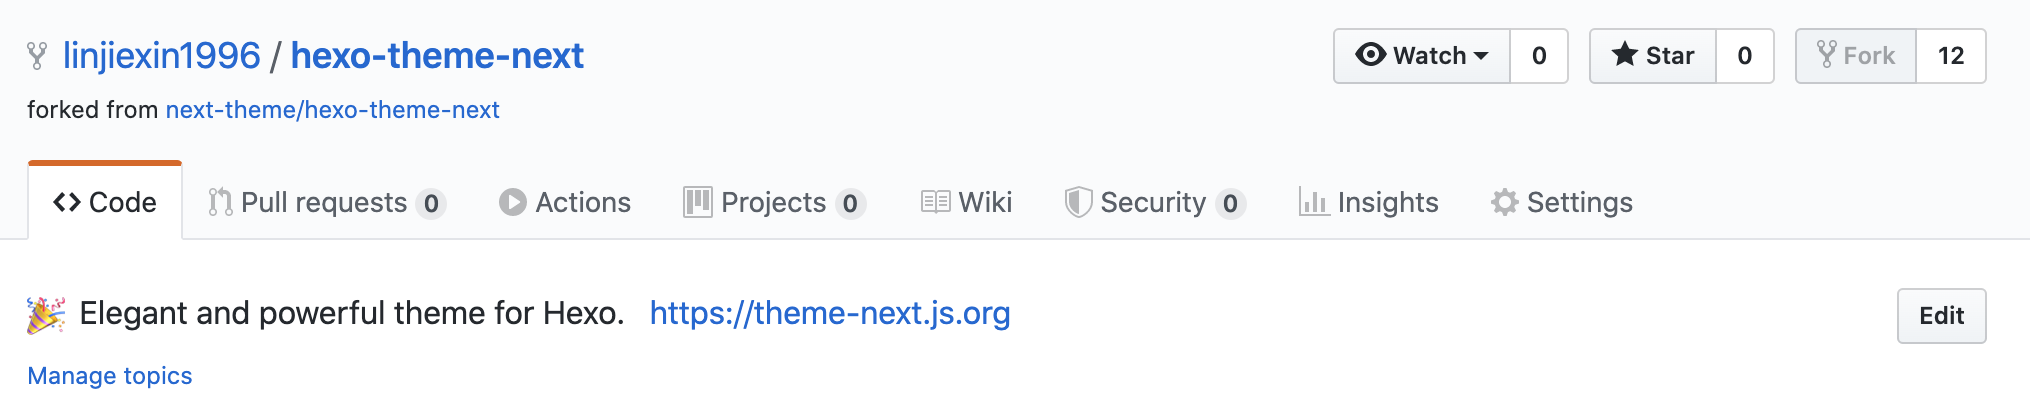 linjiexin1996 / hexo-theme-next
Watch 0 Star 0 Fork 12
forked from next-theme/hexo-theme-next
Code Pull requests 0 Actions Projects 0 Wiki Security 0 Insights Settings
Elegant and powerful theme for Hexo. https://theme-next.js.org
Edit
Manage topics